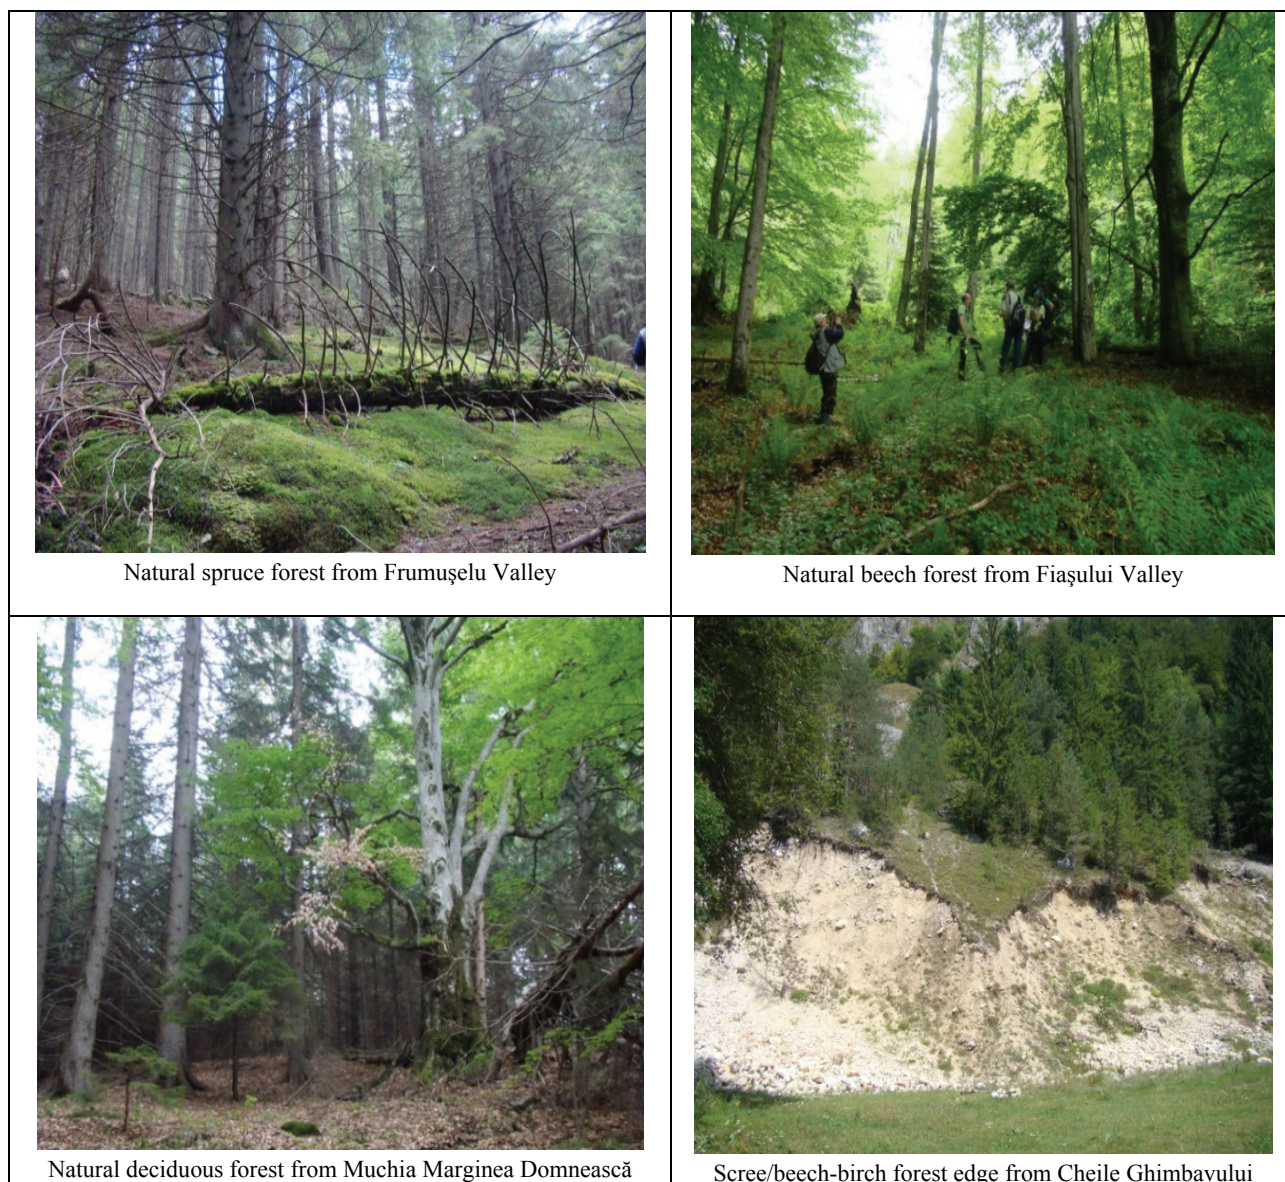 Natural spruce forest from Frumuşelu Valley
Natural beech forest from Fiaşului Valley
Natural deciduous forest from Muchia Marginea Domnească
Scree/beech-birch forest edge from Cheile Ghimbavului